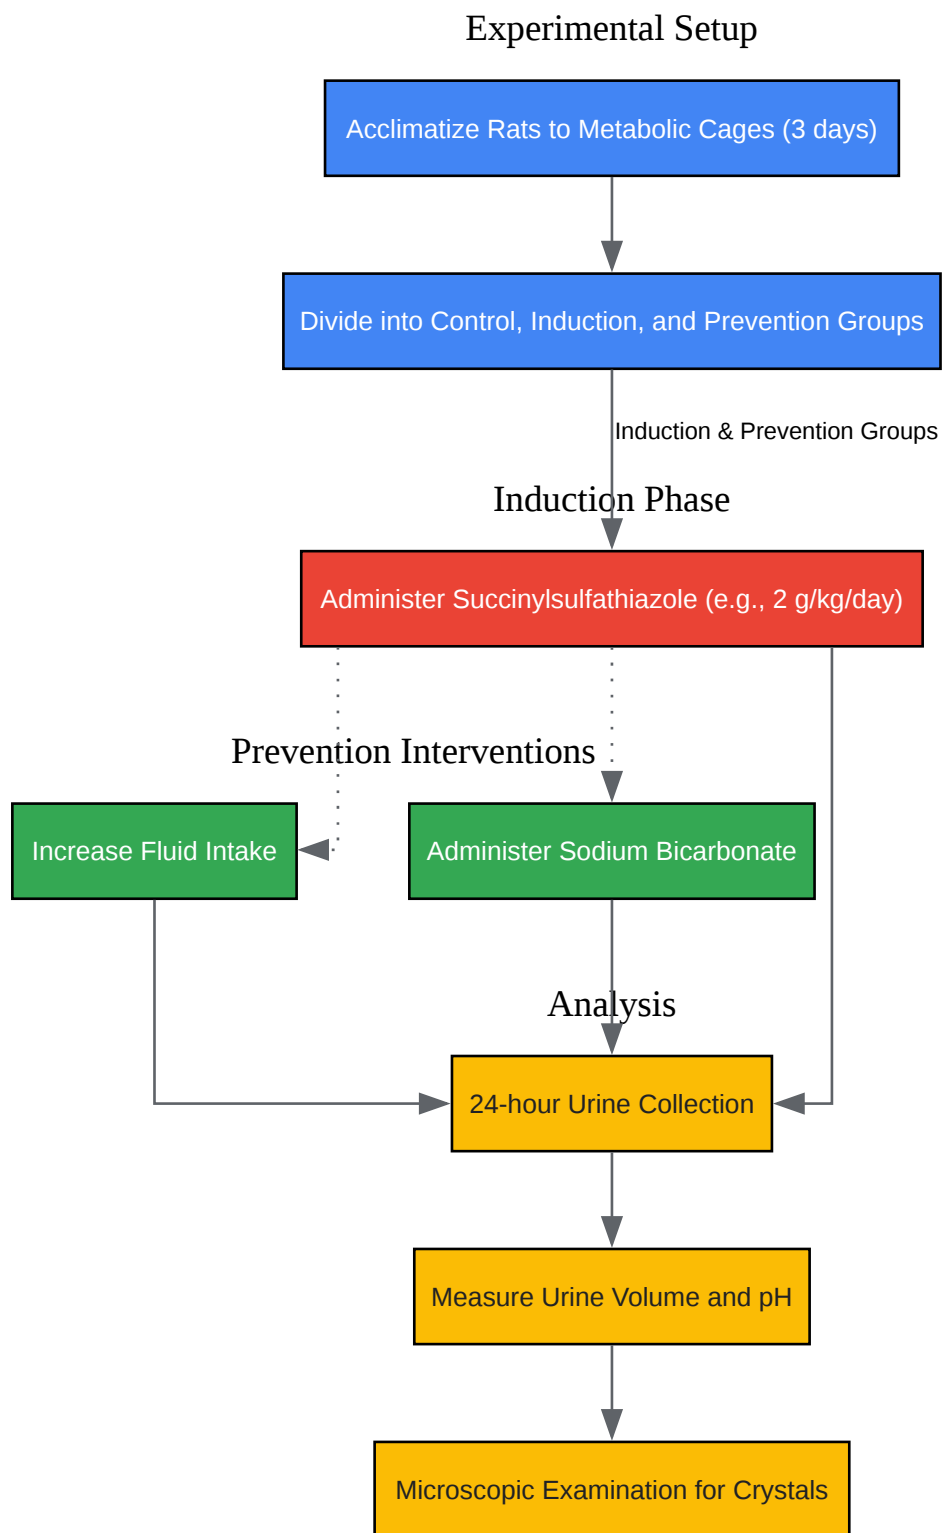 Experimental Setup
Acclimatize Rats to Metabolic Cages (3 days)
Divide into Control, Induction, and Prevention Groups
Induction & Prevention Groups
Induction Phase
Administer Succinylsulfathiazole (e.g., 2 g/kg/day)
Prevention Interventions
Increase Fluid Intake
Administer Sodium Bicarbonate
Analysis
24-hour Urine Collection
Measure Urine Volume and pH
Microscopic Examination for Crystals